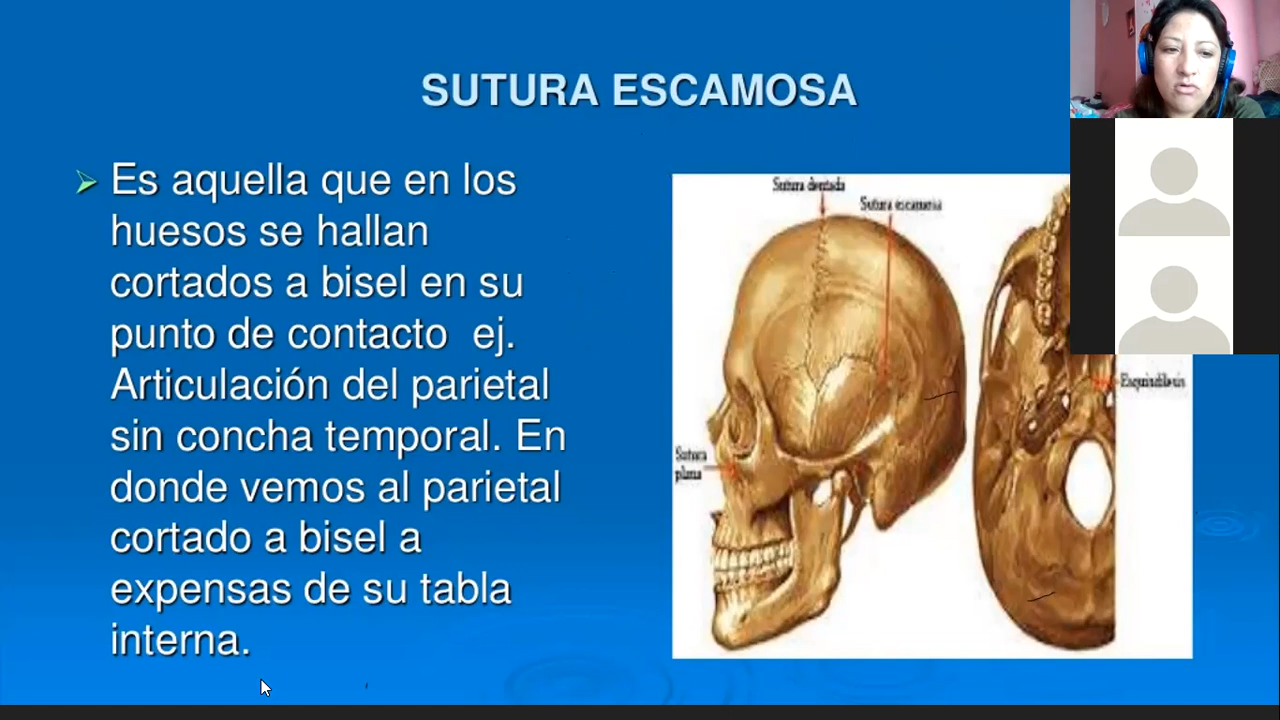 SUTURA ESCAMOSA
Es aquella que en los
huesos se hallan
cortados a bisel en su
punto de contacto ej.
Articulación del parietal
sin concha temporal. En
donde vemos al parietal
cortado a bisel a
expensas de su tabla
interna.
Sutura dentada
Sutura escamosa
Sutura
plana
Esquindilesis